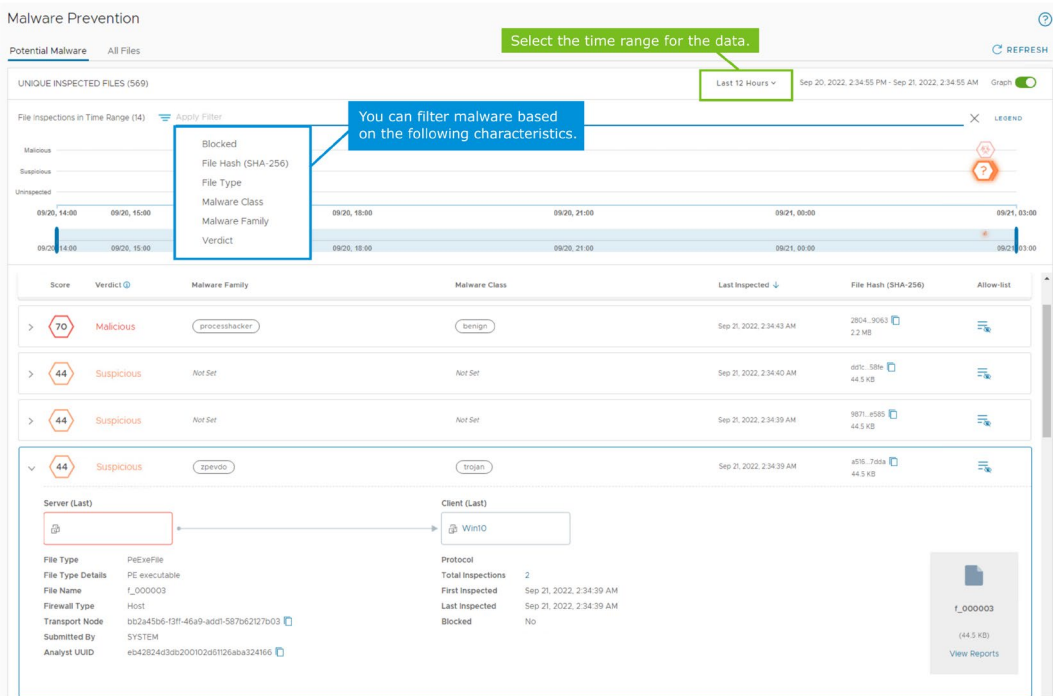 Malware Prevention
Potential Malware All Files
Select the time range for the data.
REFRESH
UNIQUE INSPECTED FILES (569)
Last 12 Hours
Sep 20, 2022, 2:34:55 PM - Sep 21, 2022, 2:34:55 AM
Graph
File Inspections in Time Range (14)
Apply Filter
You can filter malware based
on the following characteristics.
LEGEND
Blocked
File Hash (SHA-256)
File Type
Malware Class
Malware Family
Verdict
Malicious
Suspicious
Uninspected
?
09/20, 14:00 09/20, 15:00 09/20, 18:00 09/20, 21:00 09/21, 00:00 09/21, 03:00
09/20, 14:00 09/20, 15:00 09/20, 18:00 09/20, 21:00 09/21, 00:00 09/21, 03:00
Score Verdict Malware Family Malware Class Last Inspected File Hash (SHA-256) Allow-list
70 Malicious processhacker benign Sep 21, 2022, 2:34:43 AM 2804...9063
2.2 MB
44 Suspicious Not Set Not Set Sep 21, 2022, 2:34:40 AM dd1c...58fe
44.5 KB
44 Suspicious Not Set Not Set Sep 21, 2022, 2:34:39 AM 9871...e585
44.5 KB
44 Suspicious zpevdo trojan Sep 21, 2022, 2:34:39 AM a516...7dda
44.5 KB
Server (Last)
Client (Last)
Win10
File Type PeExeFile
File Type Details PE executable
File Name f_000003
Firewall Type Host
Transport Node bb2a45b6-f3f1-46a9-add1-587b62127b03
Submitted By SYSTEM
Analyst UUID eb42824d3db200102d61126aba324166
Protocol
Total Inspections 2
First Inspected Sep 21, 2022, 2:34:39 AM
Last Inspected Sep 21, 2022, 2:34:39 AM
Blocked No
f_000003
(44.5 KB)
View Reports